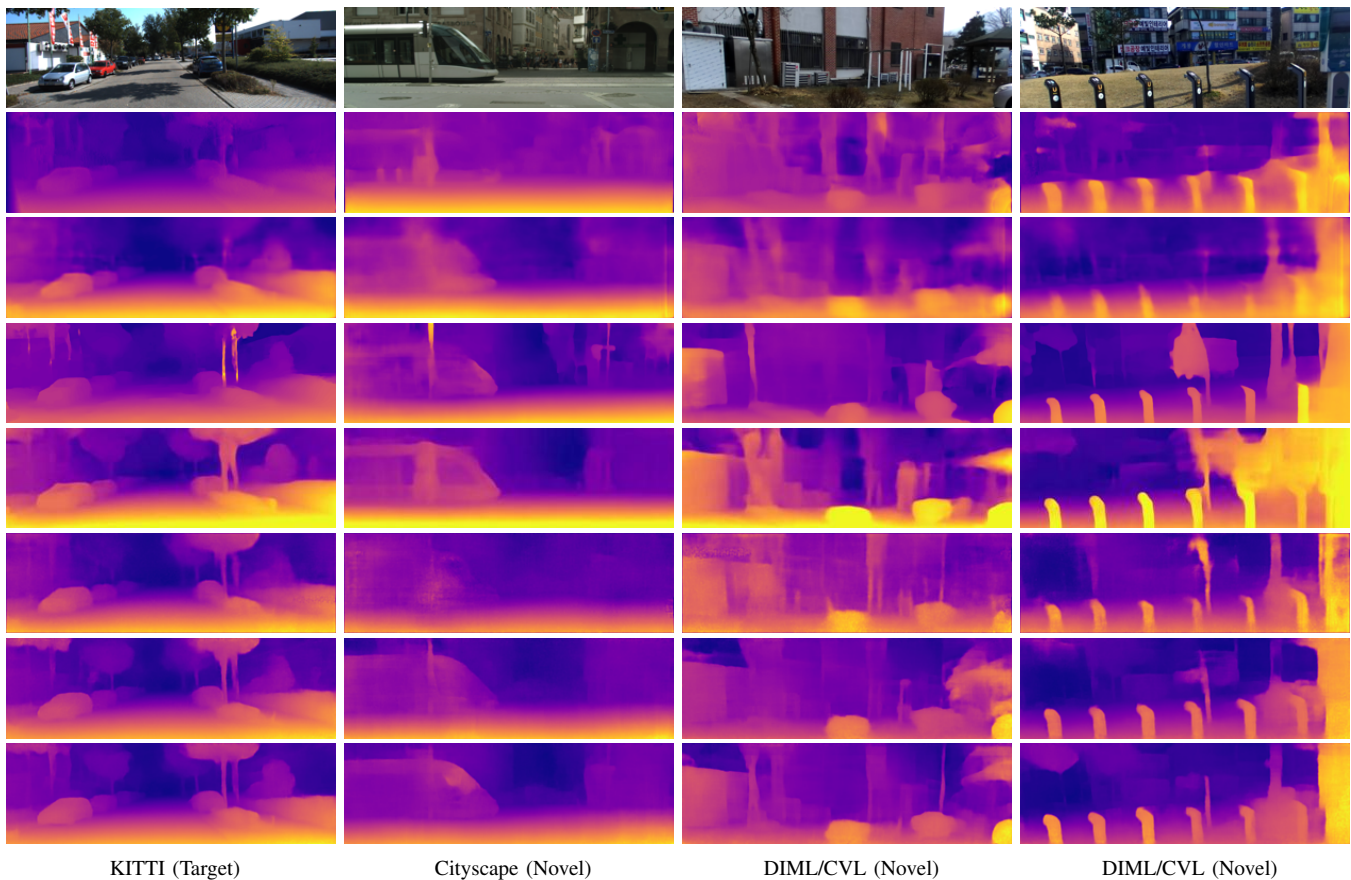 KITTI (Target)
Cityscape (Novel)
DIML/CVL (Novel)
DIML/CVL (Novel)